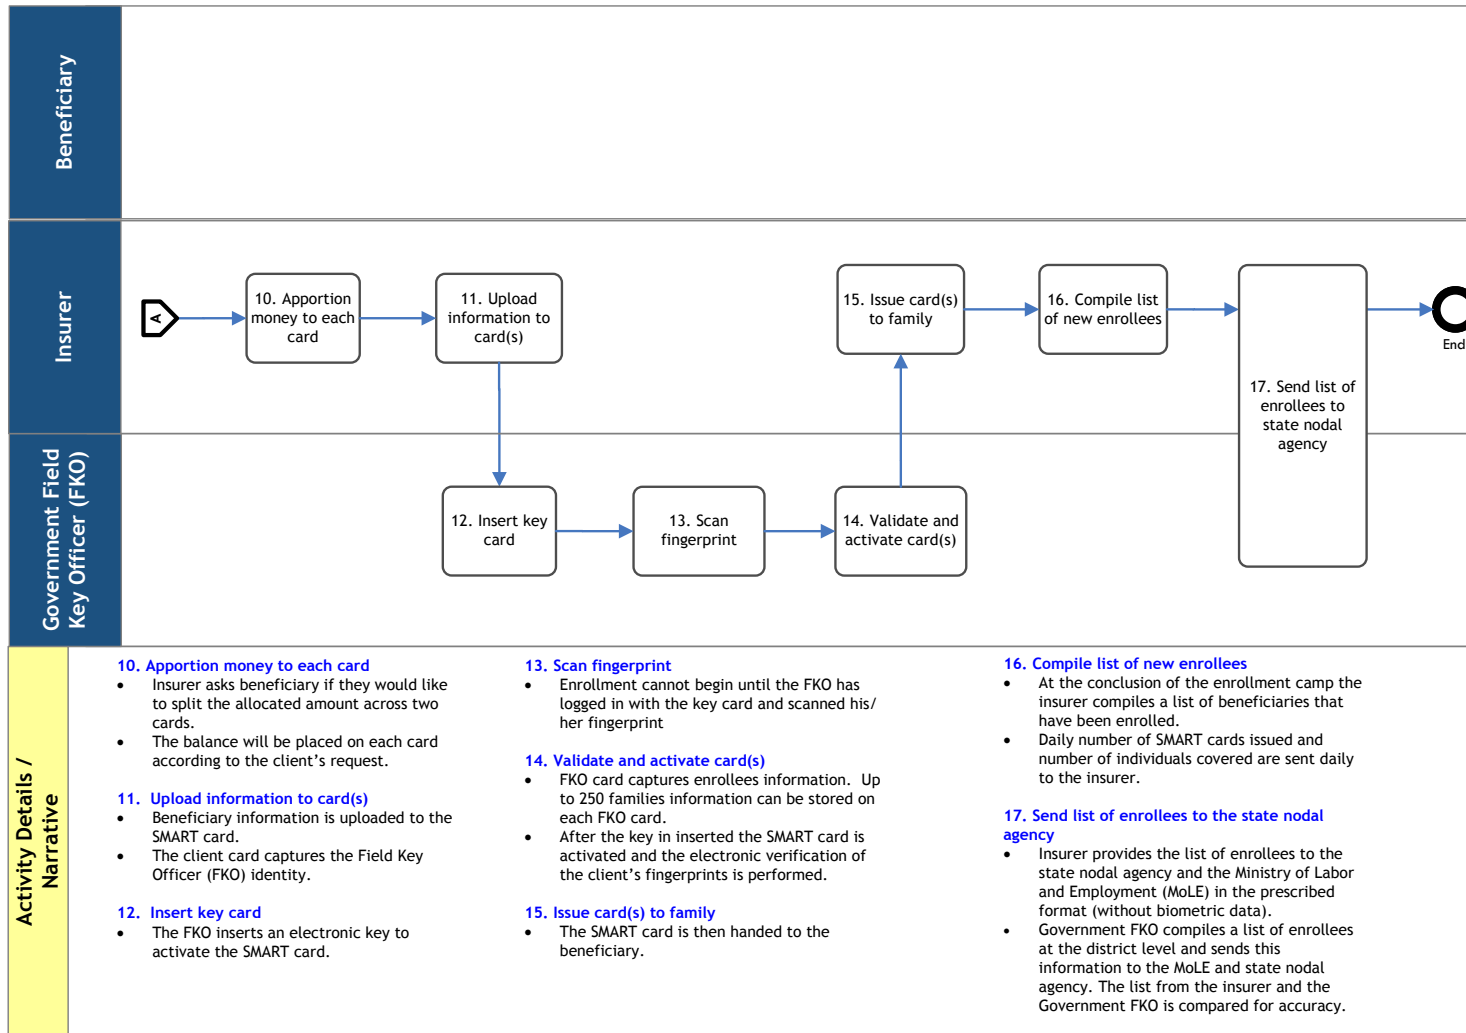 Beneficiary
Insurer
A
10. Apportion
money to each
card
11. Upload
information to
card(s)
15. Issue card(s)
to family
16. Compile list
of new enrollees
17. Send list of
enrollees to
state nodal
agency
End
Government Field
Key Officer (FKO)
12. Insert key
card
13. Scan
fingerprint
14. Validate and
activate card(s)
Activity Details /
Narrative
10. Apportion money to each card
• Insurer asks beneficiary if they would like
to split the allocated amount across two
cards.
• The balance will be placed on each card
according to the client’s request.
11. Upload information to card(s)
• Beneficiary information is uploaded to the
SMART card.
• The client card captures the Field Key
Officer (FKO) identity.
12. Insert key card
• The FKO inserts an electronic key to
activate the SMART card.
13. Scan fingerprint
• Enrollment cannot begin until the FKO has
logged in with the key card and scanned his/
her fingerprint
14. Validate and activate card(s)
• FKO card captures enrollees information. Up
to 250 families information can be stored on
each FKO card.
• After the key in inserted the SMART card is
activated and the electronic verification of
the client’s fingerprints is performed.
15. Issue card(s) to family
• The SMART card is then handed to the
beneficiary.
16. Compile list of new enrollees
• At the conclusion of the enrollment camp the
insurer compiles a list of beneficiaries that
have been enrolled.
• Daily number of SMART cards issued and
number of individuals covered are sent daily
to the insurer.
17. Send list of enrollees to the state nodal
agency
• Insurer provides the list of enrollees to the
state nodal agency and the Ministry of Labor
and Employment (MoLE) in the prescribed
format (without biometric data).
• Government FKO compiles a list of enrollees
at the district level and sends this
information to the MoLE and state nodal
agency. The list from the insurer and the
Government FKO is compared for accuracy.